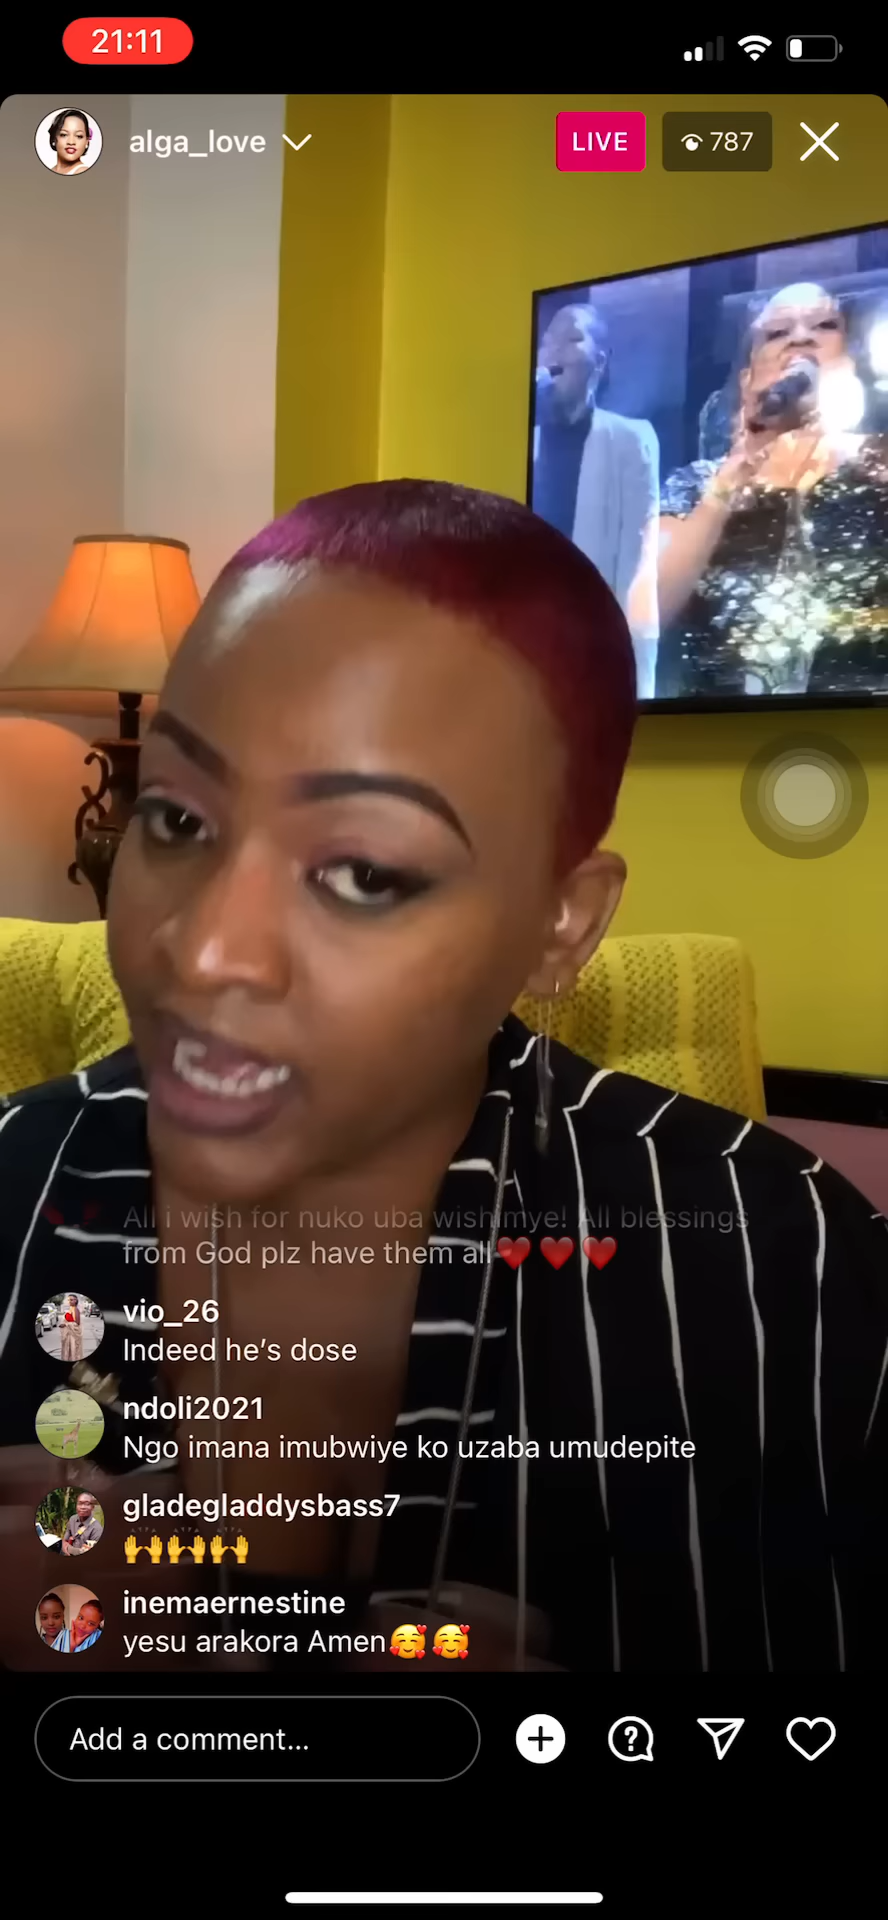 21:11
alga_love
LIVE
787
All i wish for nuko uba wishimye! All blessings
from God plz have them all❤️❤️❤️
vio_26
Indeed he’s dose
ndoli2021
Ngo imana imubwiye ko uzaba umudepite
gladegladdysbass7
🙌🙌🙌
inemaernestine
yesu arakora Amen🥰🥰
Add a comment...